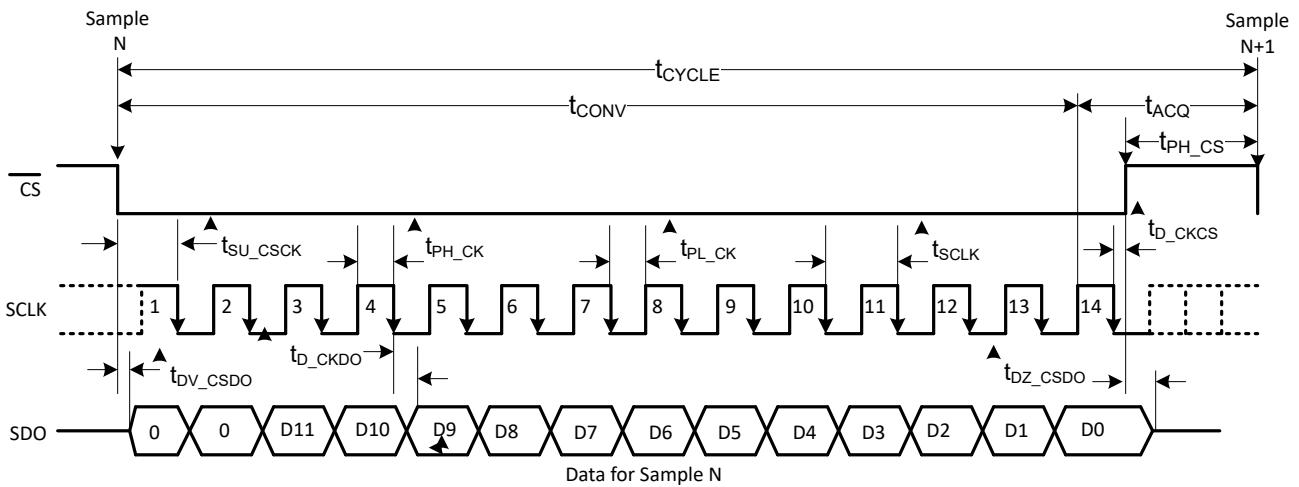 Sample
N
Sample
N+1
tCYCLE
tCONV
tACQ
tPH_CS
CS
tSU_CSCK
tPH_CK
tPL_CK
tSCLK
tD_CKCS
SCLK
1 2 3 4 5 6 7 8 9 10 11 12 13 14
tD_CKDO
tDV_CSDO
tDZ_CSDO
SDO
0 0 D11 D10 D9 D8 D7 D6 D5 D4 D3 D2 D1 D0
Data for Sample N